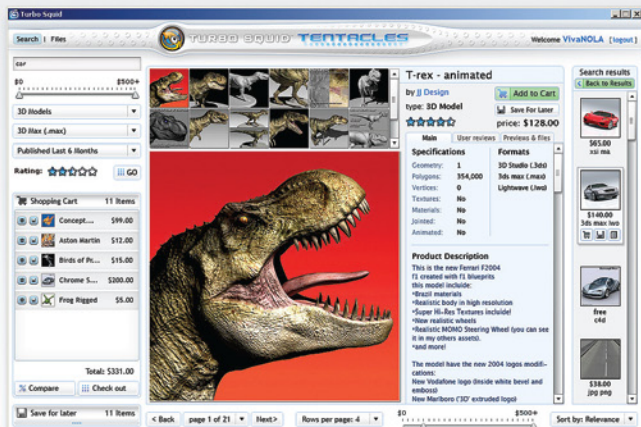 Turbo Squid
Search | Files
TURBO SQUID TENTACLES
Welcome VivaNOLA [logout]
car
$0 $500+
3D Models
3D Max (.max)
Published Last 6 Months
Rating: GO
Shopping Cart 11 Items
Concept... $99.00
Aston Martin $12.00
Birds of Pr... $15.00
Chrome S... $200.00
Frog Rigged $5.00
Total: $331.00
Compare Check out
Save for later 11 Items
T-rex - animated
by JJ Design
type: 3D Model
Add to Cart
Save For Later
price: $128.00
Main User reviews Previews & files
Specifications Formats
Geometry: 1 3D Studio (.3ds)
Polygons: 354,000 3ds max (.max)
Vertices: 0 Lightwave (.lwo)
Textures: No
Materials: No
Jointed: No
Animated: No
Product Description
This is the new Ferrari F2004
f1 created with f1 blueprits
this model include:
•Brazil materials
•Realistic body in high resolution
•Super Hi-Res Textures include!
•New realistic wheels
•Realistic MOMO Steering Wheel (you can see
it in my others assets).
•and more!
The model have the new 2004 logos modifi-
cations:
New Vodafone logo (inside white bevel and
emboss)
New Marlboro ('3D' extruded logo)
Search results
Back to Results
$65.00
xsi ma
$140.00
3ds max lwo
free
c4d
$38.00
jpg png
< Back page 1 of 21 Next> Rows per page: 4 $0 $500+ Sort by: Relevance